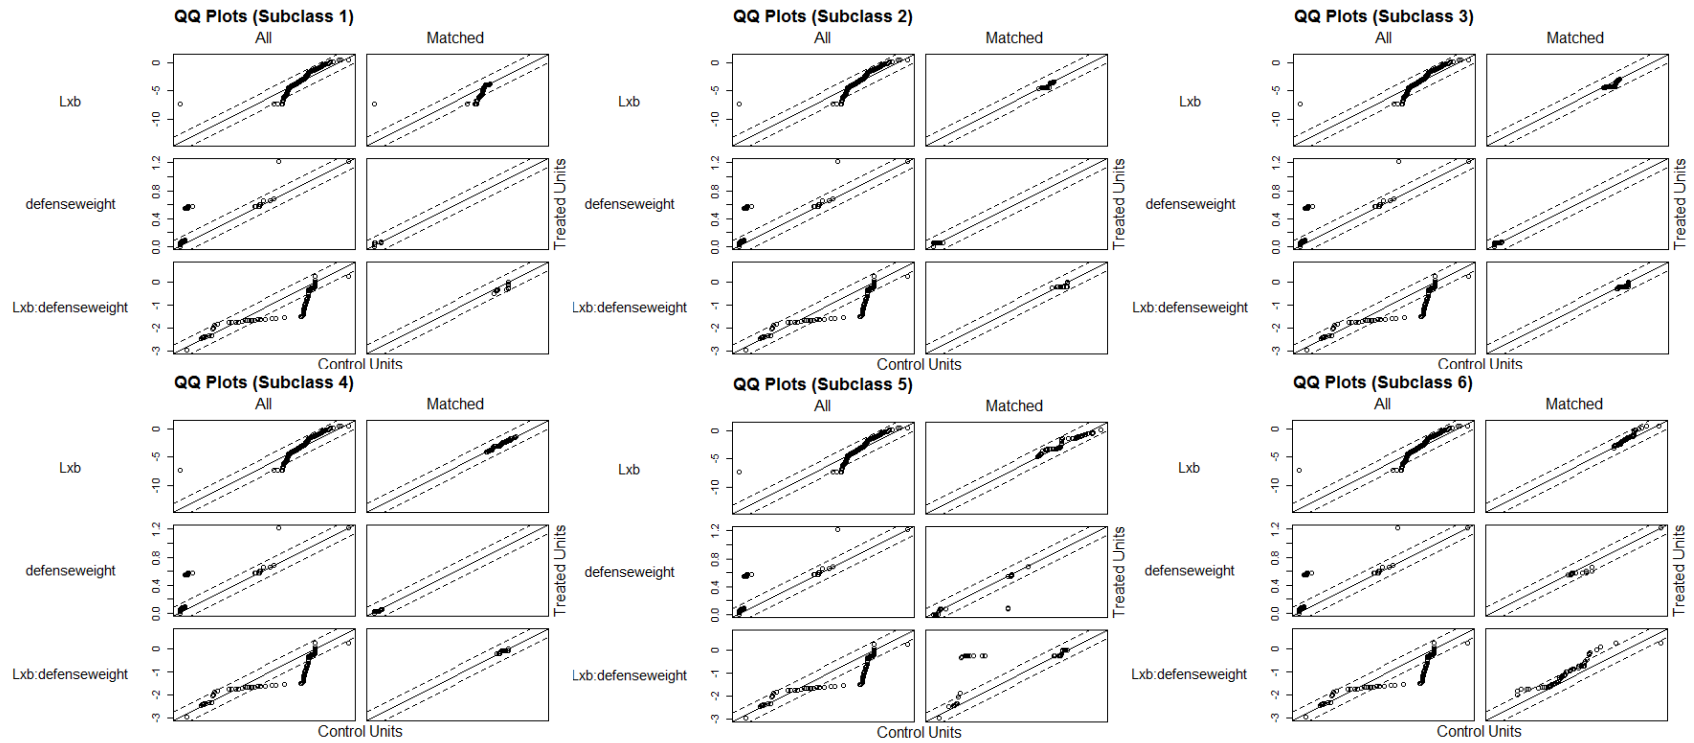 QQ Plots (Subclass 1)
All Matched
Lxb
0
-5
-10
defenseweight
1.2
0.8
0.4
0.0
Lxb:defenseweight
0
-1
-2
-3
Control Units
Treated Units
QQ Plots (Subclass 2)
All Matched
Lxb
0
-5
-10
defenseweight
1.2
0.8
0.4
0.0
Lxb:defenseweight
0
-1
-2
-3
Control Units
Treated Units
QQ Plots (Subclass 3)
All Matched
Lxb
0
-5
-10
defenseweight
1.2
0.8
0.4
0.0
Lxb:defenseweight
0
-1
-2
-3
Control Units
Treated Units
QQ Plots (Subclass 4)
All Matched
Lxb
0
-5
-10
defenseweight
1.2
0.8
0.4
0.0
Lxb:defenseweight
0
-1
-2
-3
Control Units
Treated Units
QQ Plots (Subclass 5)
All Matched
Lxb
0
-5
-10
defenseweight
1.2
0.8
0.4
0.0
Lxb:defenseweight
0
-1
-2
-3
Control Units
Treated Units
QQ Plots (Subclass 6)
All Matched
Lxb
0
-5
-10
defenseweight
1.2
0.8
0.4
0.0
Lxb:defenseweight
0
-1
-2
-3
Control Units
Treated Units